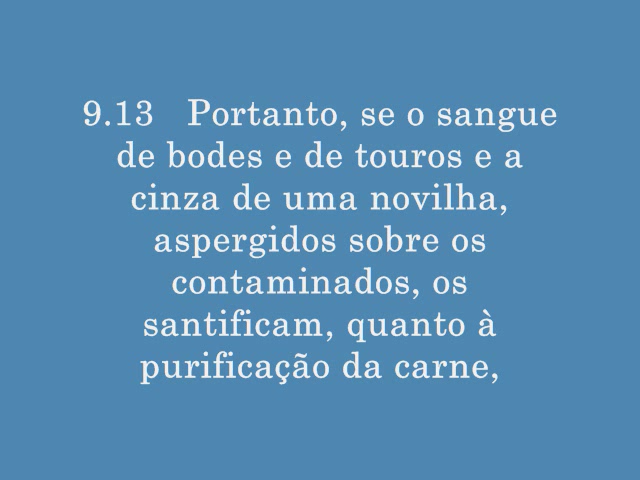 9.13 Portanto, se o sangue
de bodes e de touros e a
cinza de uma novilha,
aspergidos sobre os
contaminados, os
santificam, quanto à
purificação da carne,